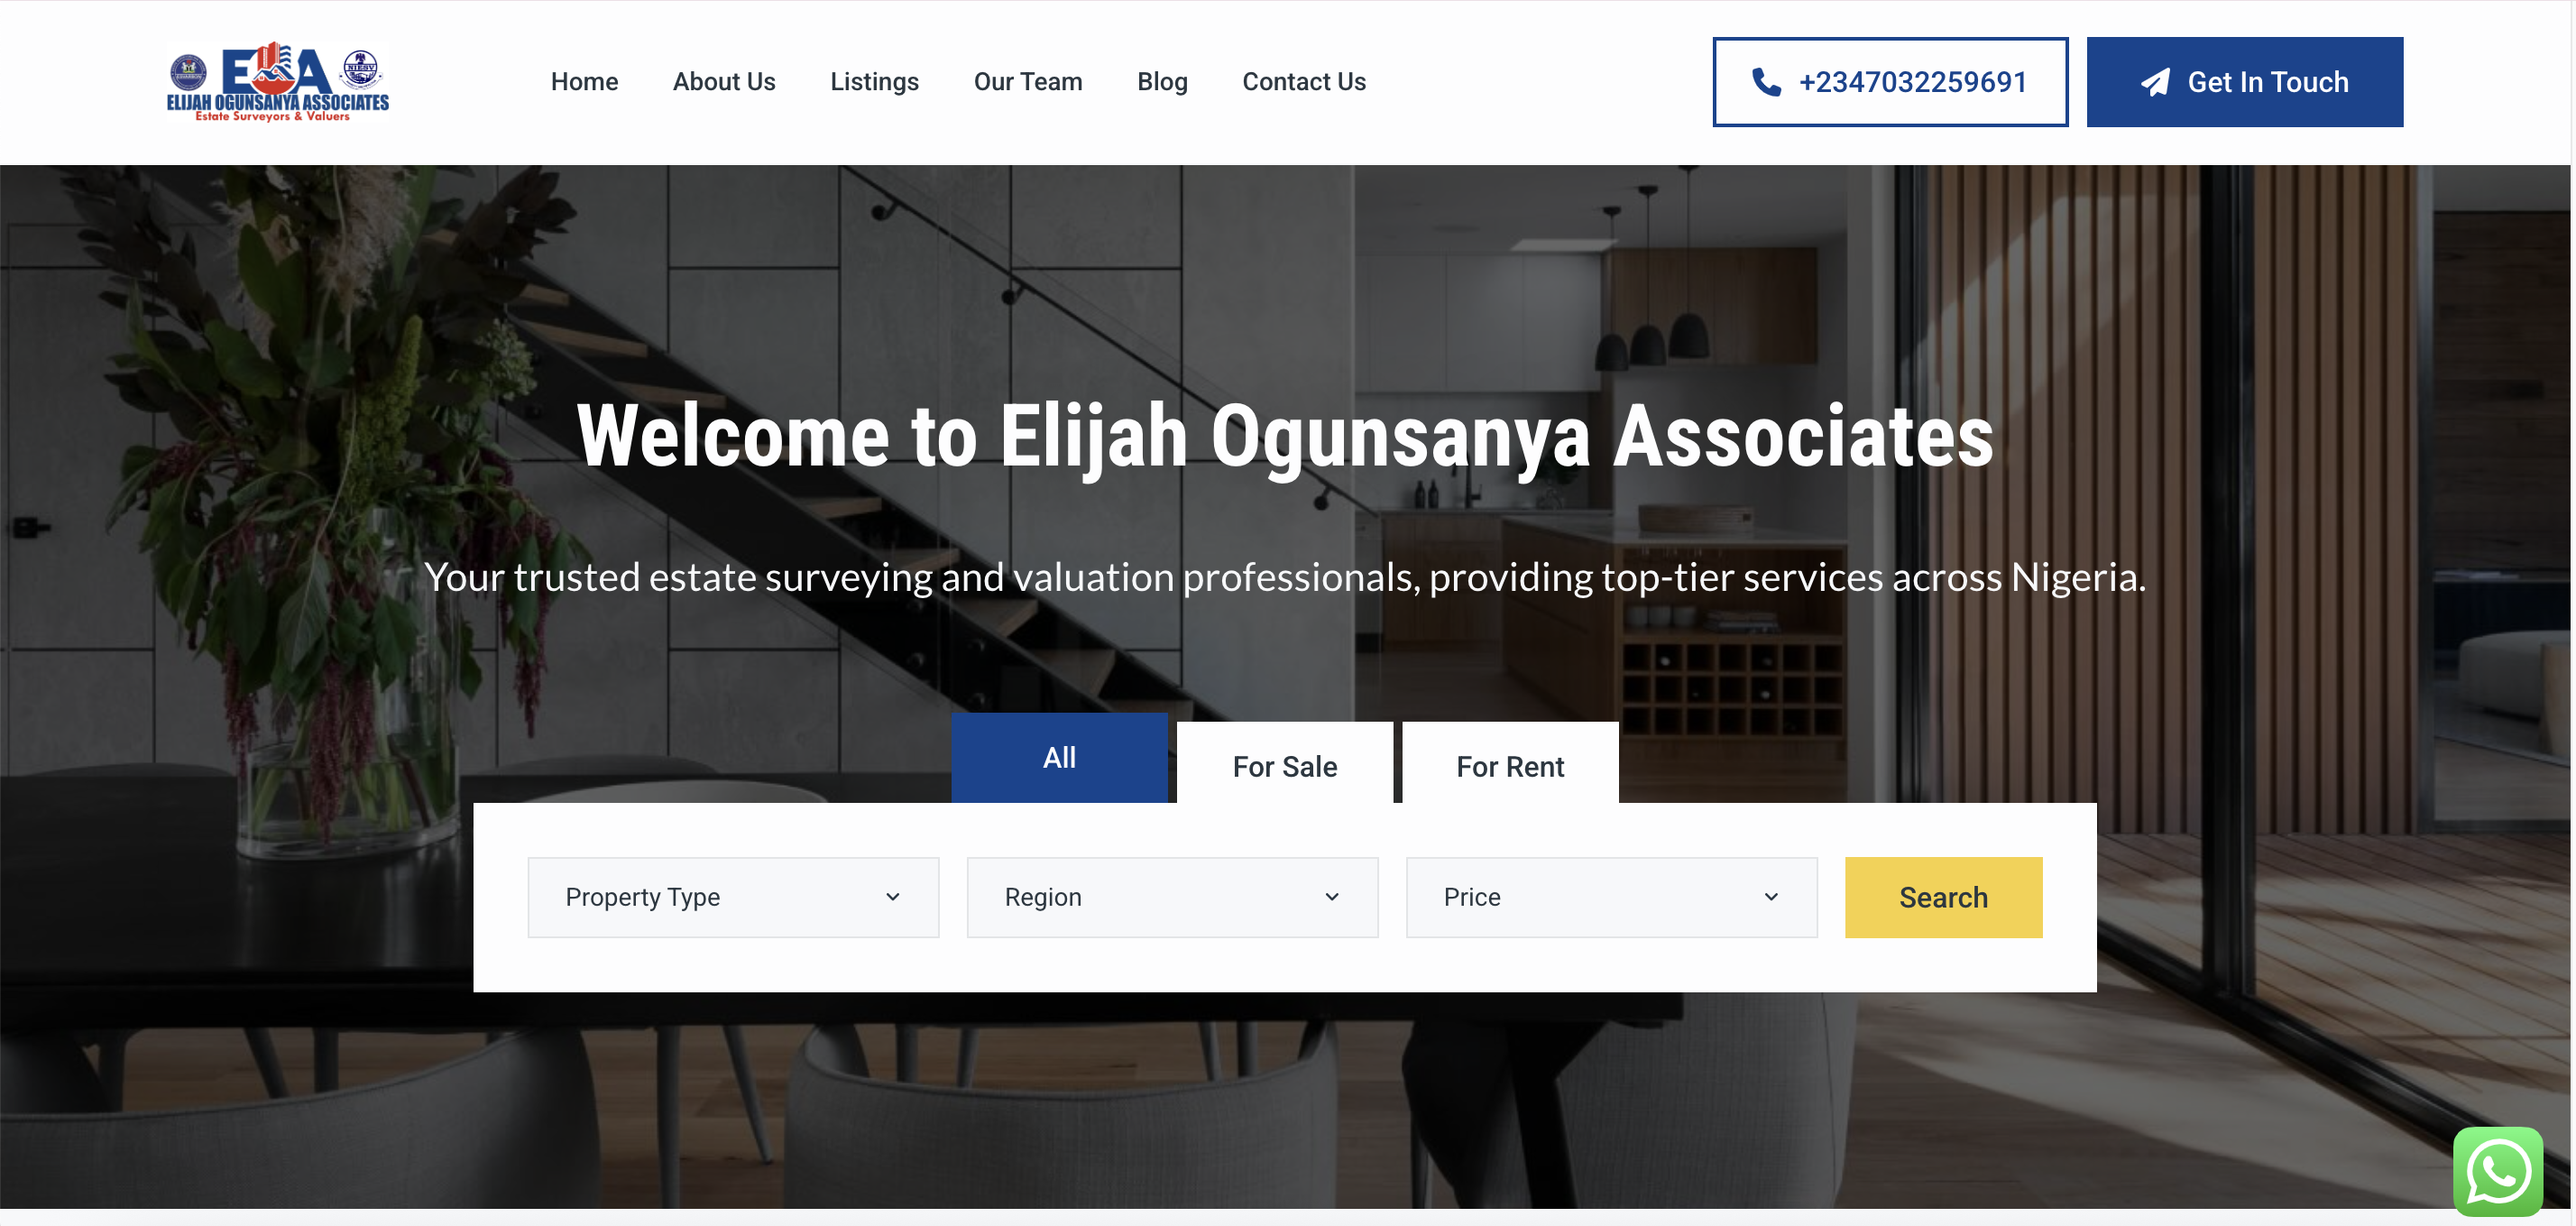 EOA
NIESV
ELIJAH OGUNSANYA ASSOCIATES
Estate Surveyors & Valuers
Home
About Us
Listings
Our Team
Blog
Contact Us
+2347032259691
Get In Touch
Welcome to Elijah Ogunsanya Associates
Your trusted estate surveying and valuation professionals, providing top-tier services across Nigeria.
All
For Sale
For Rent
Property Type
Region
Price
Search